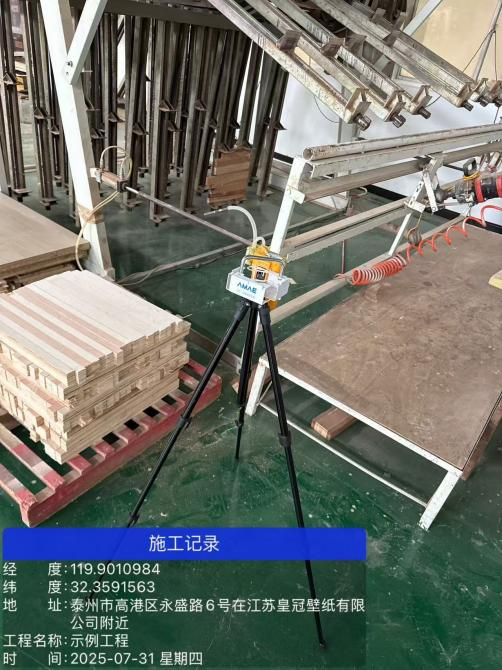 AMAE
施工记录
经 度:119.9010984
纬 度:32.3591563
地 址:泰州市高港区永盛路6号在江苏皇冠壁纸有限
公司附近
工程名称:示例工程
时 间:2025-07-31 星期四